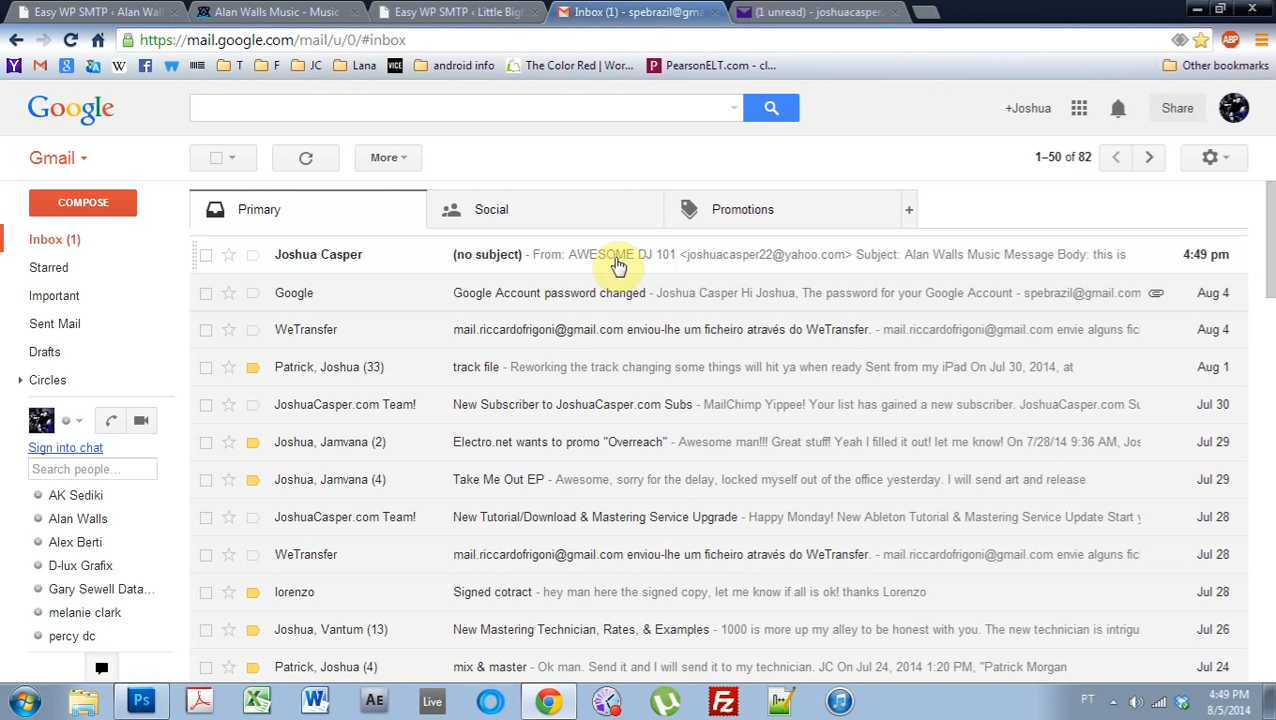 Easy WP SMTP ‹ Alan Wall
Alan Walls Music - Music
Easy WP SMTP ‹ Little Big
Inbox (1) - spebrazil@gma
(1 unread) - joshuacasper.
https://mail.google.com/mail/u/0/#inbox
ABP
T
F
JC
Lana
VICE
android info
The Color Red | Wor...
PearsonELT.com - cl...
Other bookmarks
Google
+Joshua
Share
Gmail
More
1–50 of 82
COMPOSE
Primary
Social
Promotions
+
Inbox (1)
Starred
Important
Sent Mail
Drafts
Circles
Sign into chat
Search people...
AK Sediki
Alan Walls
Alex Berti
D-lux Grafix
Gary Sewell Data...
melanie clark
percy dc
Joshua Casper (no subject) - From: AWESOME DJ 101 <joshuacasper22@yahoo.com> Subject: Alan Walls Music Message Body: this is 4:49 pm
Google Google Account password changed - Joshua Casper Hi Joshua, The password for your Google Account - spebrazil@gmail.com Aug 4
WeTransfer mail.riccardofrigoni@gmail.com enviou-lhe um ficheiro através do WeTransfer. - mail.riccardofrigoni@gmail.com envie alguns fic Aug 4
Patrick, Joshua (33) track file - Reworking the track changing some things will hit ya when ready Sent from my iPad On Jul 30, 2014, at Aug 1
JoshuaCasper.com Team! New Subscriber to JoshuaCasper.com Subs - MailChimp Yippee! Your list has gained a new subscriber. JoshuaCasper.com Su Jul 30
Joshua, Jamvana (2) Electro.net wants to promo "Overreach" - Awesome man!!! Great stuff! Yeah I filled it out! let me know! On 7/28/14 9:36 AM, Jos Jul 29
Joshua, Jamvana (4) Take Me Out EP - Awesome, sorry for the delay, locked myself out of the office yesterday. I will send art and release Jul 29
JoshuaCasper.com Team! New Tutorial/Download & Mastering Service Upgrade - Happy Monday! New Ableton Tutorial & Mastering Service Update Start y Jul 28
WeTransfer mail.riccardofrigoni@gmail.com enviou-lhe um ficheiro através do WeTransfer. - mail.riccardofrigoni@gmail.com envie alguns fic Jul 28
lorenzo Signed cotract - hey man here the signed copy, let me know if all is ok! thanks Lorenzo Jul 28
Joshua, Vantum (13) New Mastering Technician, Rates, & Examples - 1000 is more up my alley to be honest with you. The new technician is intrigu Jul 26
Patrick, Joshua (4) mix & master - Ok man. Send it and I will send it to my technician. JC On Jul 24, 2014 1:20 PM, "Patrick Morgan Jul 24
Ps
W
Ae
Live
Fz
PT
4:49 PM
8/5/2014